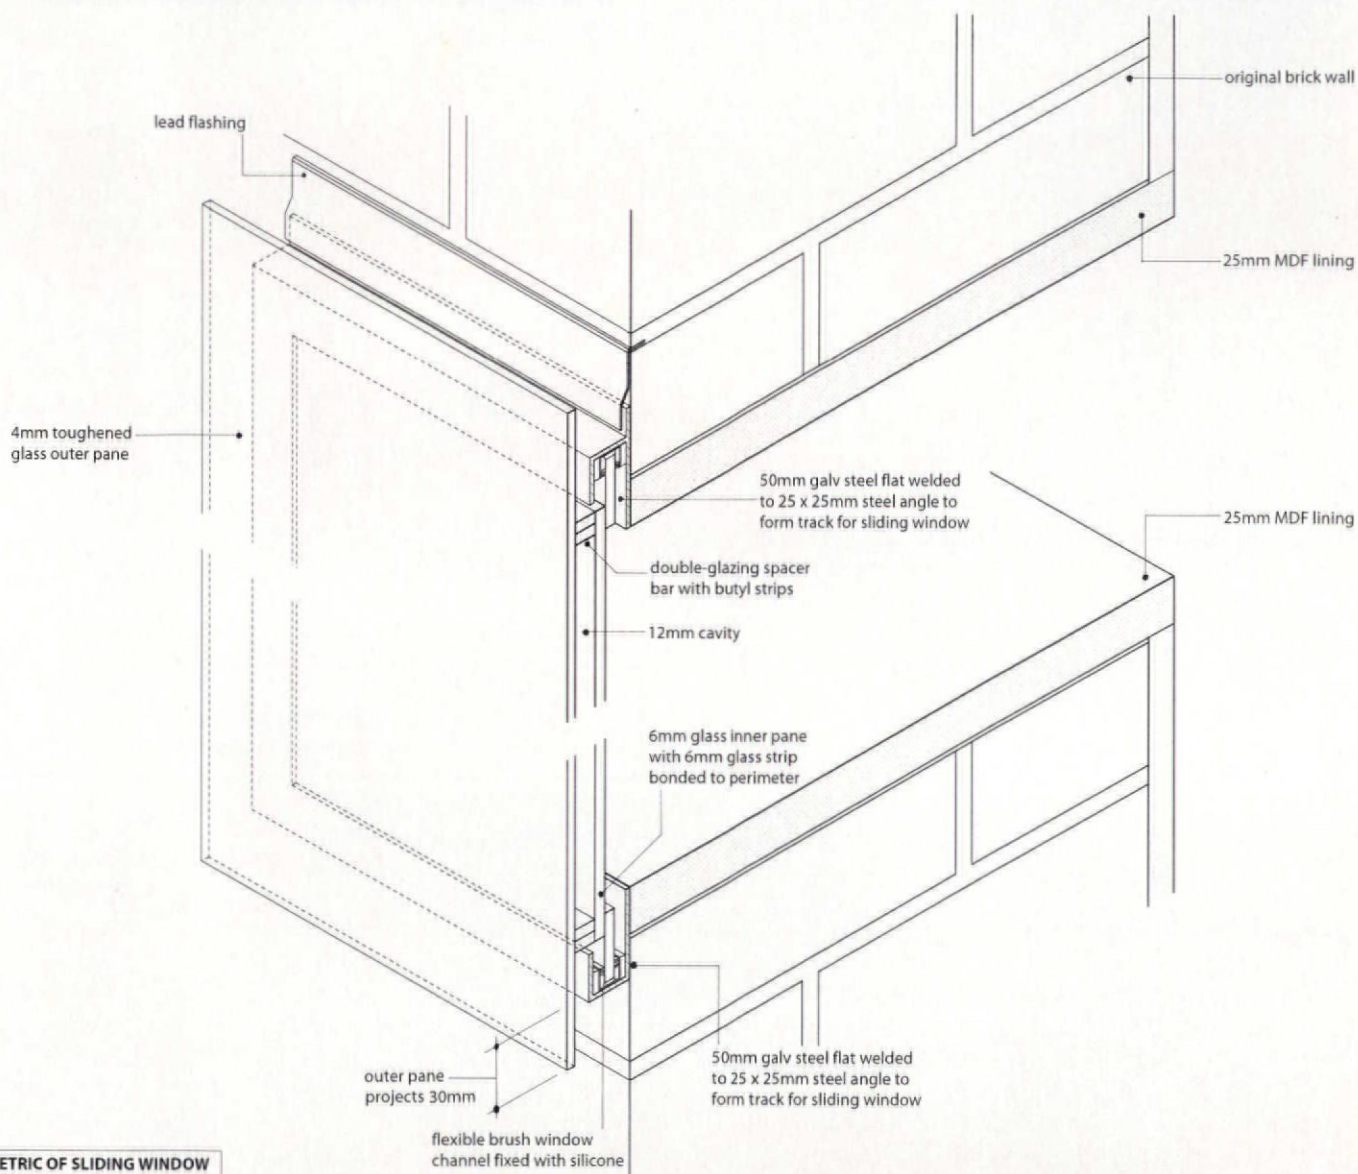 original brick wall
lead flashing
25mm MDF lining
4mm toughened
glass outer pane
50mm galv steel flat welded
to 25 x 25mm steel angle to
form track for sliding window
25mm MDF lining
double-glazing spacer
bar with butyl strips
12mm cavity
6mm glass inner pane
with 6mm glass strip
bonded to perimeter
50mm galv steel flat welded
to 25 x 25mm steel angle to
form track for sliding window
outer pane
projects 30mm
flexible brush window
channel fixed with silicone
ETRIC OF SLIDING WINDOW